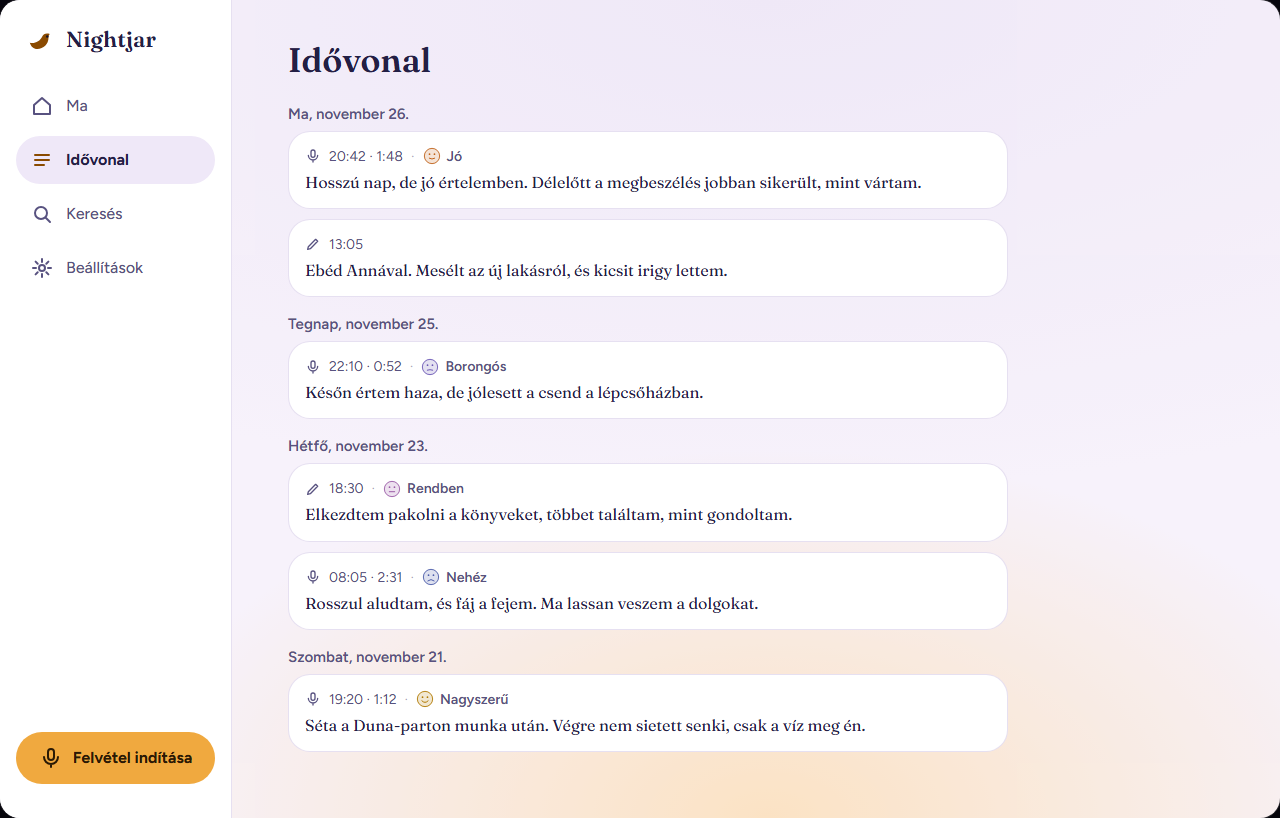 Nightjar
Ma
Idővonal
Keresés
Beállítások
Felvétel indítása
Idővonal
Ma, november 26.
20:42 · 1:48 · Jó
Hosszú nap, de jó értelemben. Délelőtt a megbeszélés jobban sikerült, mint vártam.
13:05
Ebéd Annával. Mesélt az új lakásról, és kicsit irigy lettem.
Tegnap, november 25.
22:10 · 0:52 · Borongós
Későn értem haza, de jólesett a csend a lépcsőházban.
Hétfő, november 23.
18:30 · Rendben
Elkezdtem pakolni a könyveket, többet találtam, mint gondoltam.
08:05 · 2:31 · Nehéz
Rosszul aludtam, és fáj a fejem. Ma lassan veszem a dolgokat.
Szombat, november 21.
19:20 · 1:12 · Nagyszerű
Séta a Duna-parton munka után. Végre nem sietett senki, csak a víz meg én.